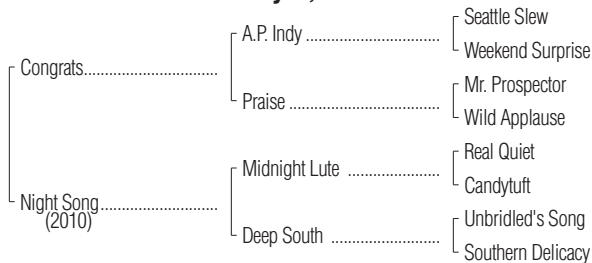 Seattle Slew
A.P. Indy ..............................
Weekend Surprise
Congrats..............................
Mr. Prospector
Praise ..................................
Wild Applause
Real Quiet
Midnight Lute ....................
Candytuft
Night Song..........................
(2010)
Unbridled's Song
Deep South ........................
Southern Delicacy